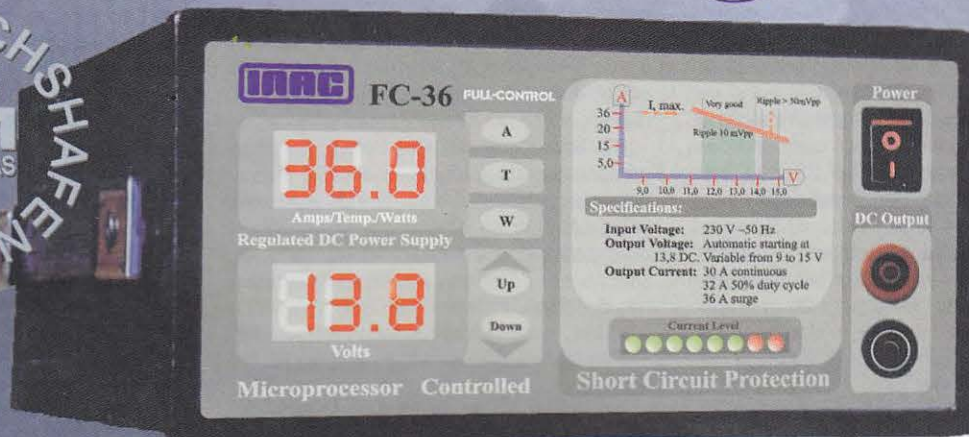 INAC FC-36 FULL-CONTROL
36.0
Amps/Temp./Watts
Regulated DC Power Supply
13.8
Volts
Microprocessor Controlled
A
T
W
Up
Down
A
I, max.
Very good
Ripple > 50mVpp
Ripple 10 mVpp
36
20
15
5,0
V
9,0 10,0 11,0 12,0 13,0 14,0 15,0
Specifications:
Input Voltage: 230 V ~50 Hz
Output Voltage: Automatic starting at
13,8 DC. Variable from 9 to 15 V
Output Current: 30 A continuous
32 A 50% duty cycle
36 A surge
Current Level
Short Circuit Protection
Power
O
I
DC Output